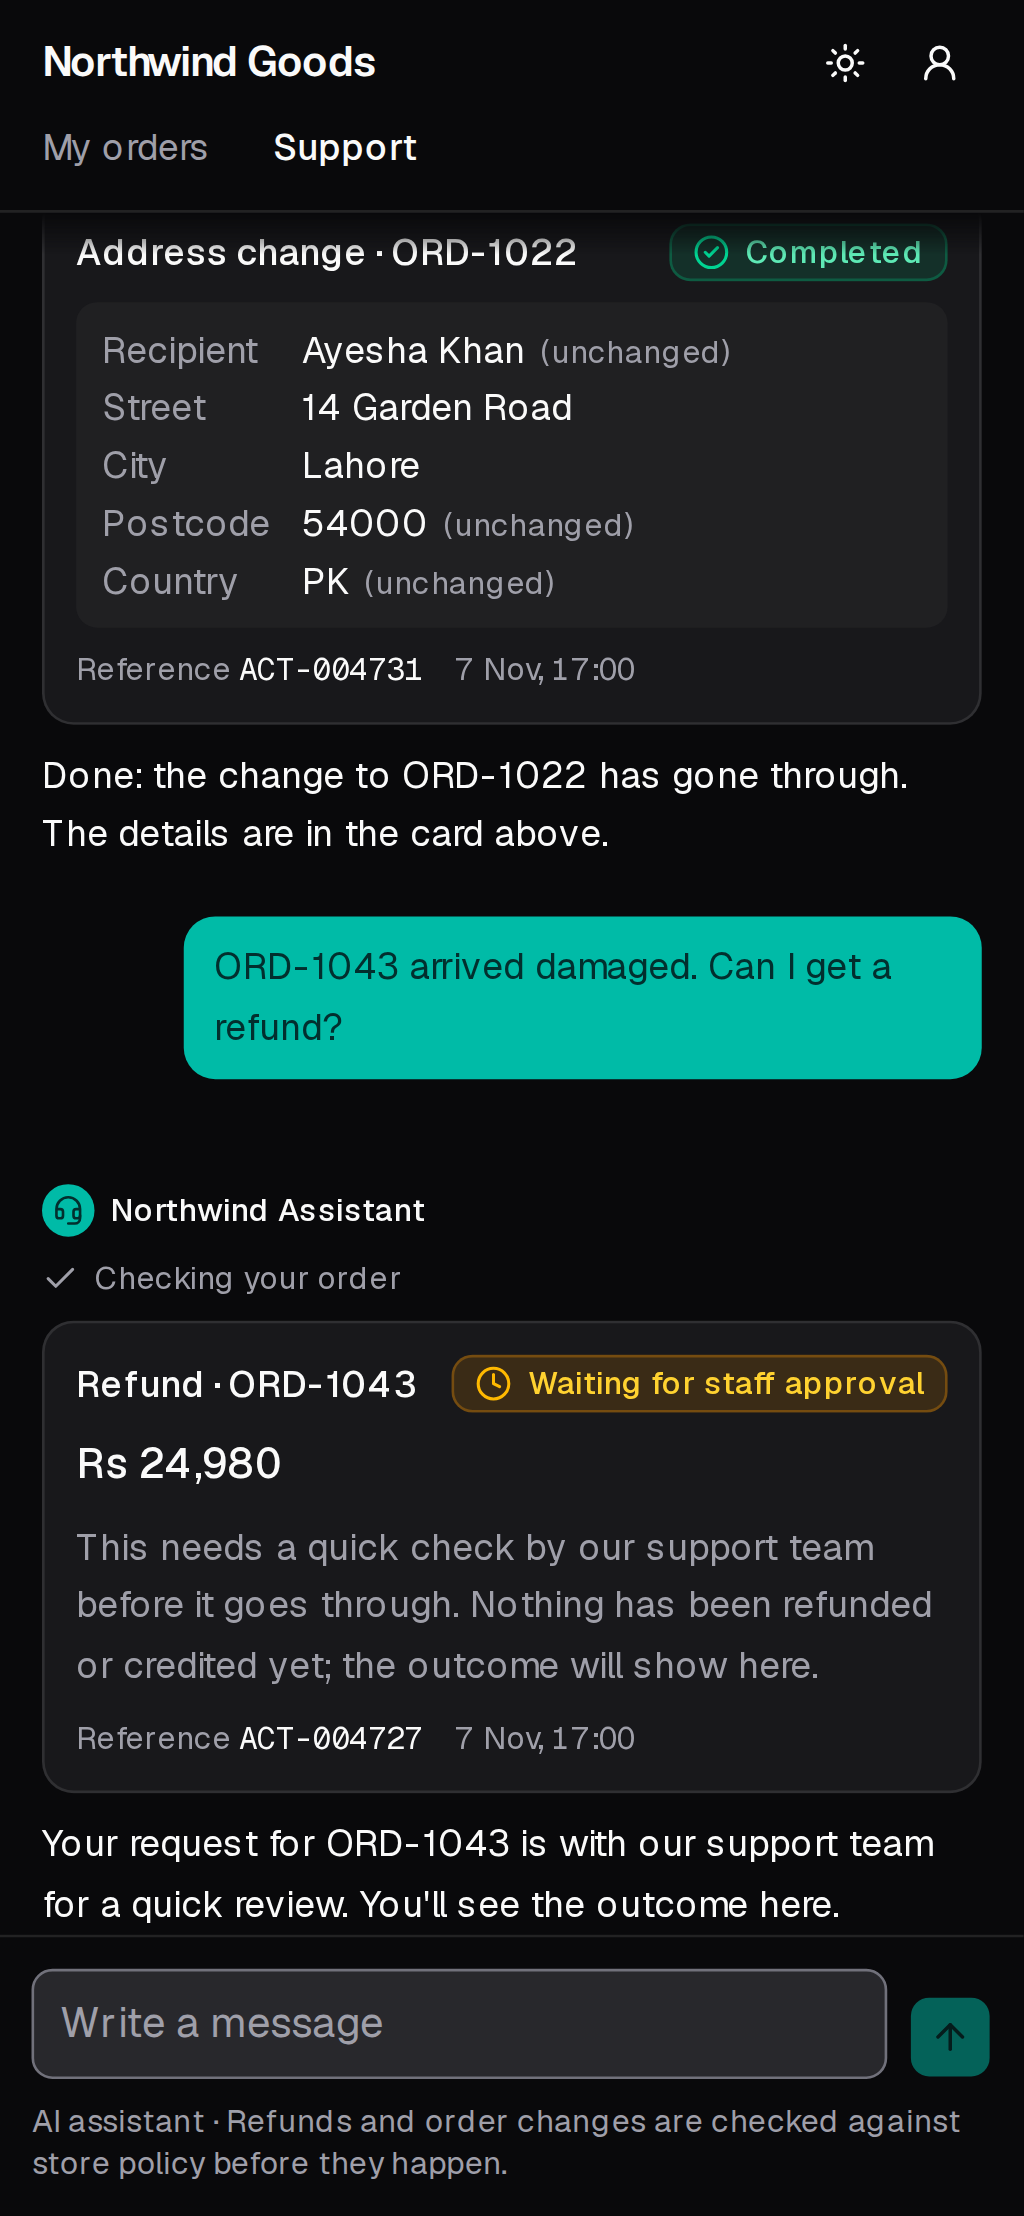 Northwind Goods
My orders Support
Address change · ORD-1022 Completed
Recipient Ayesha Khan (unchanged)
Street 14 Garden Road
City Lahore
Postcode 54000 (unchanged)
Country PK (unchanged)
Reference ACT-004731 7 Nov, 17:00
Done: the change to ORD-1022 has gone through.
The details are in the card above.
ORD-1043 arrived damaged. Can I get a
refund?
Northwind Assistant
Checking your order
Refund · ORD-1043 Waiting for staff approval
Rs 24,980
This needs a quick check by our support team
before it goes through. Nothing has been refunded
or credited yet; the outcome will show here.
Reference ACT-004727 7 Nov, 17:00
Your request for ORD-1043 is with our support team
for a quick review. You'll see the outcome here.
Write a message
AI assistant · Refunds and order changes are checked against
store policy before they happen.